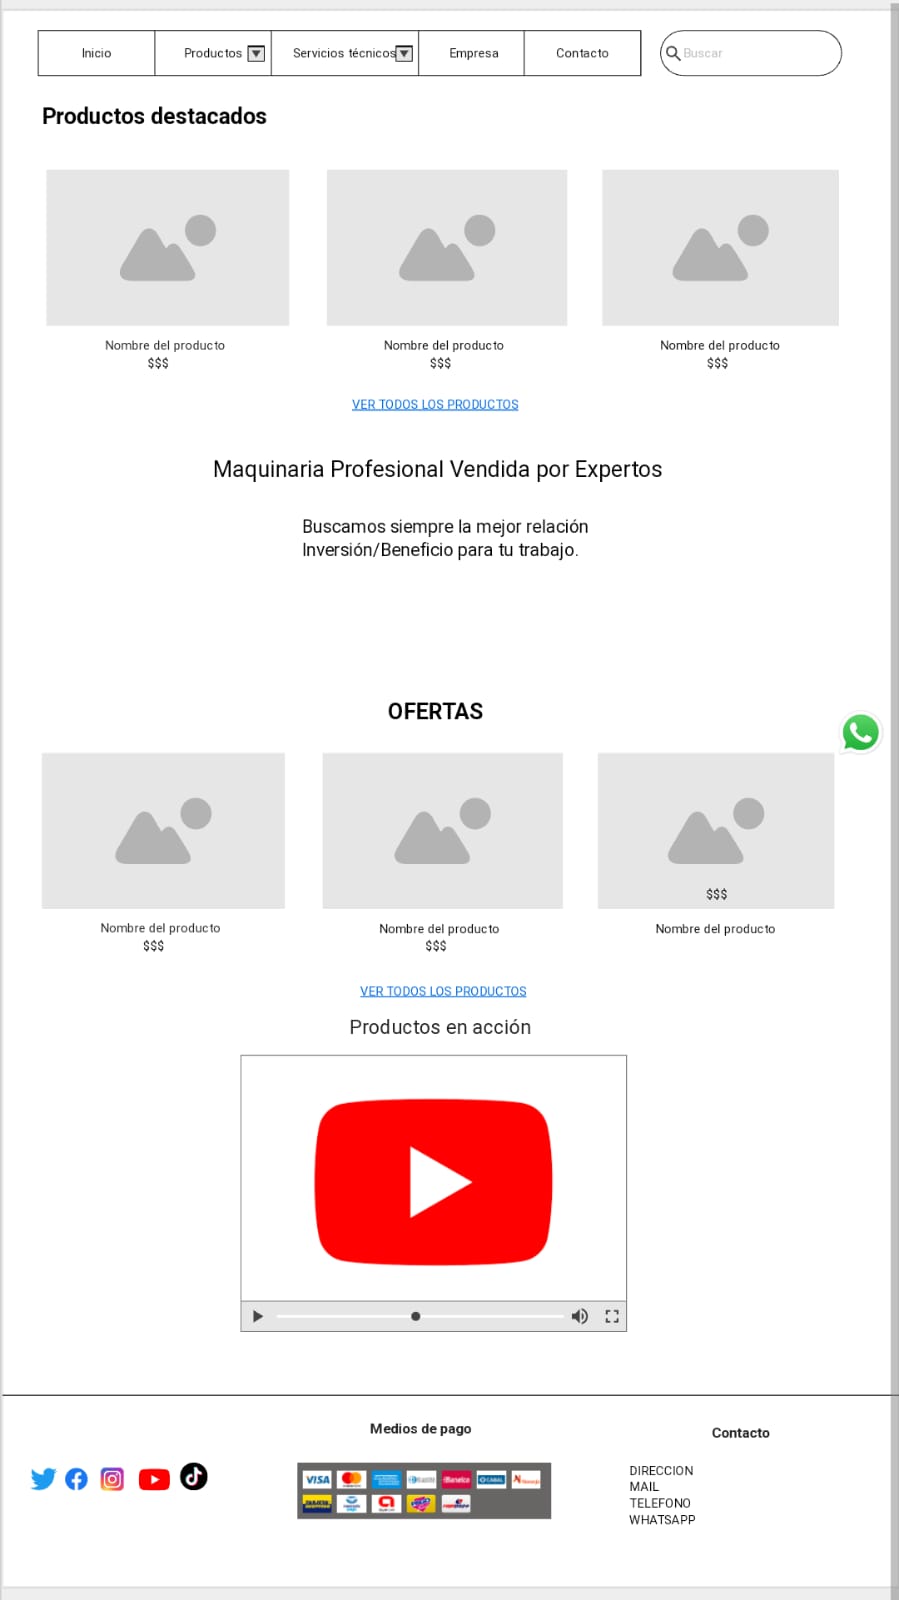 Inicio
Productos
Servicios técnicos
Empresa
Contacto
Buscar
Productos destacados
Nombre del producto
$$$
Nombre del producto
$$$
Nombre del producto
$$$
VER TODOS LOS PRODUCTOS
Maquinaria Profesional Vendida por Expertos
Buscamos siempre la mejor relación
Inversión/Beneficio para tu trabajo.
OFERTAS
Nombre del producto
$$$
Nombre del producto
$$$
$$$
Nombre del producto
VER TODOS LOS PRODUCTOS
Productos en acción
Medios de pago
VISA
Banelco
CABAL
Naranja
Contacto
DIRECCION
MAIL
TELEFONO
WHATSAPP